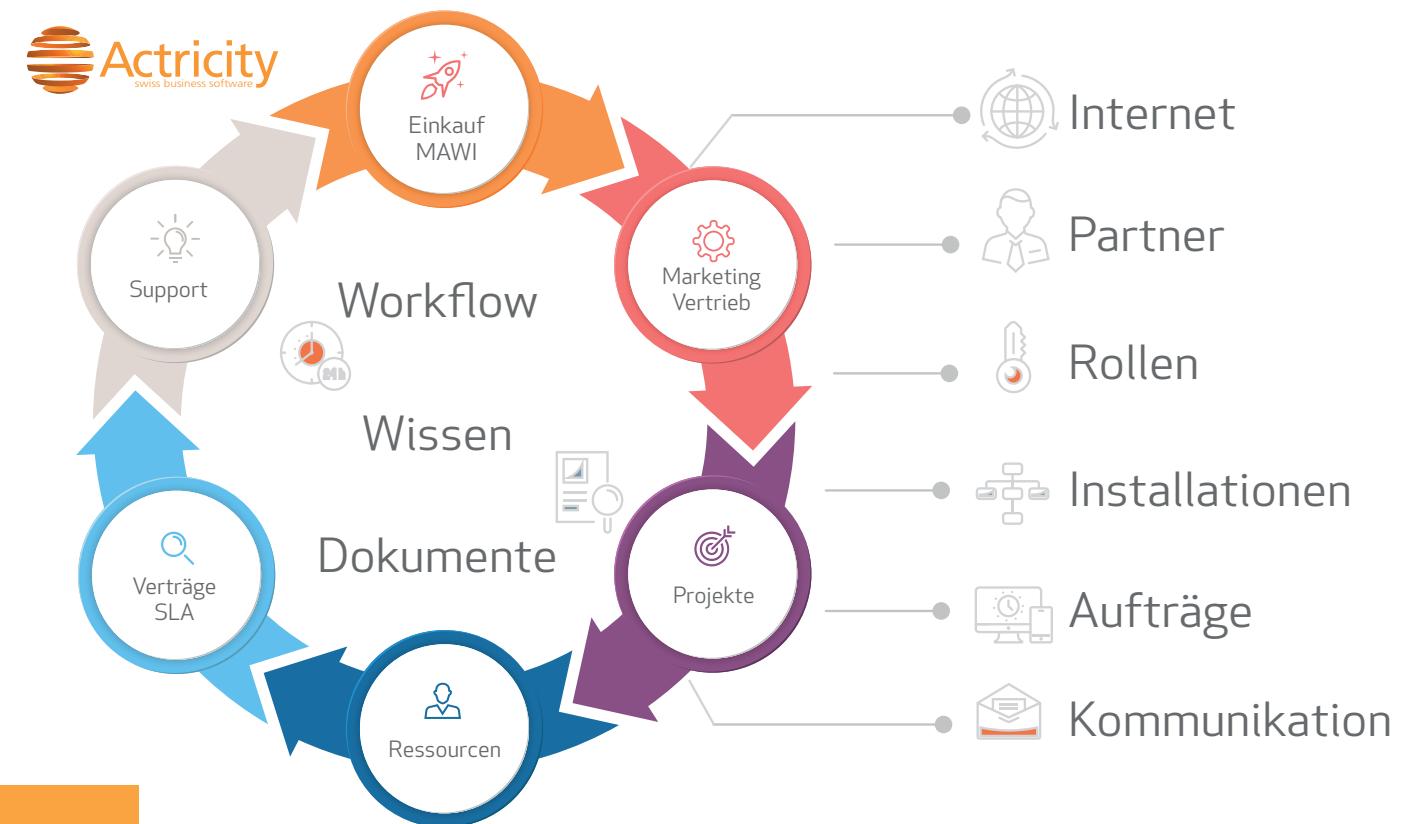 Actricity
swiss business software
Einkauf
MAWI
Marketing
Vertrieb
Projekte
Ressourcen
Verträge
SLA
Support
Workflow
24h
Wissen
Dokumente
Internet
Partner
Rollen
Installationen
Aufträge
Kommunikation